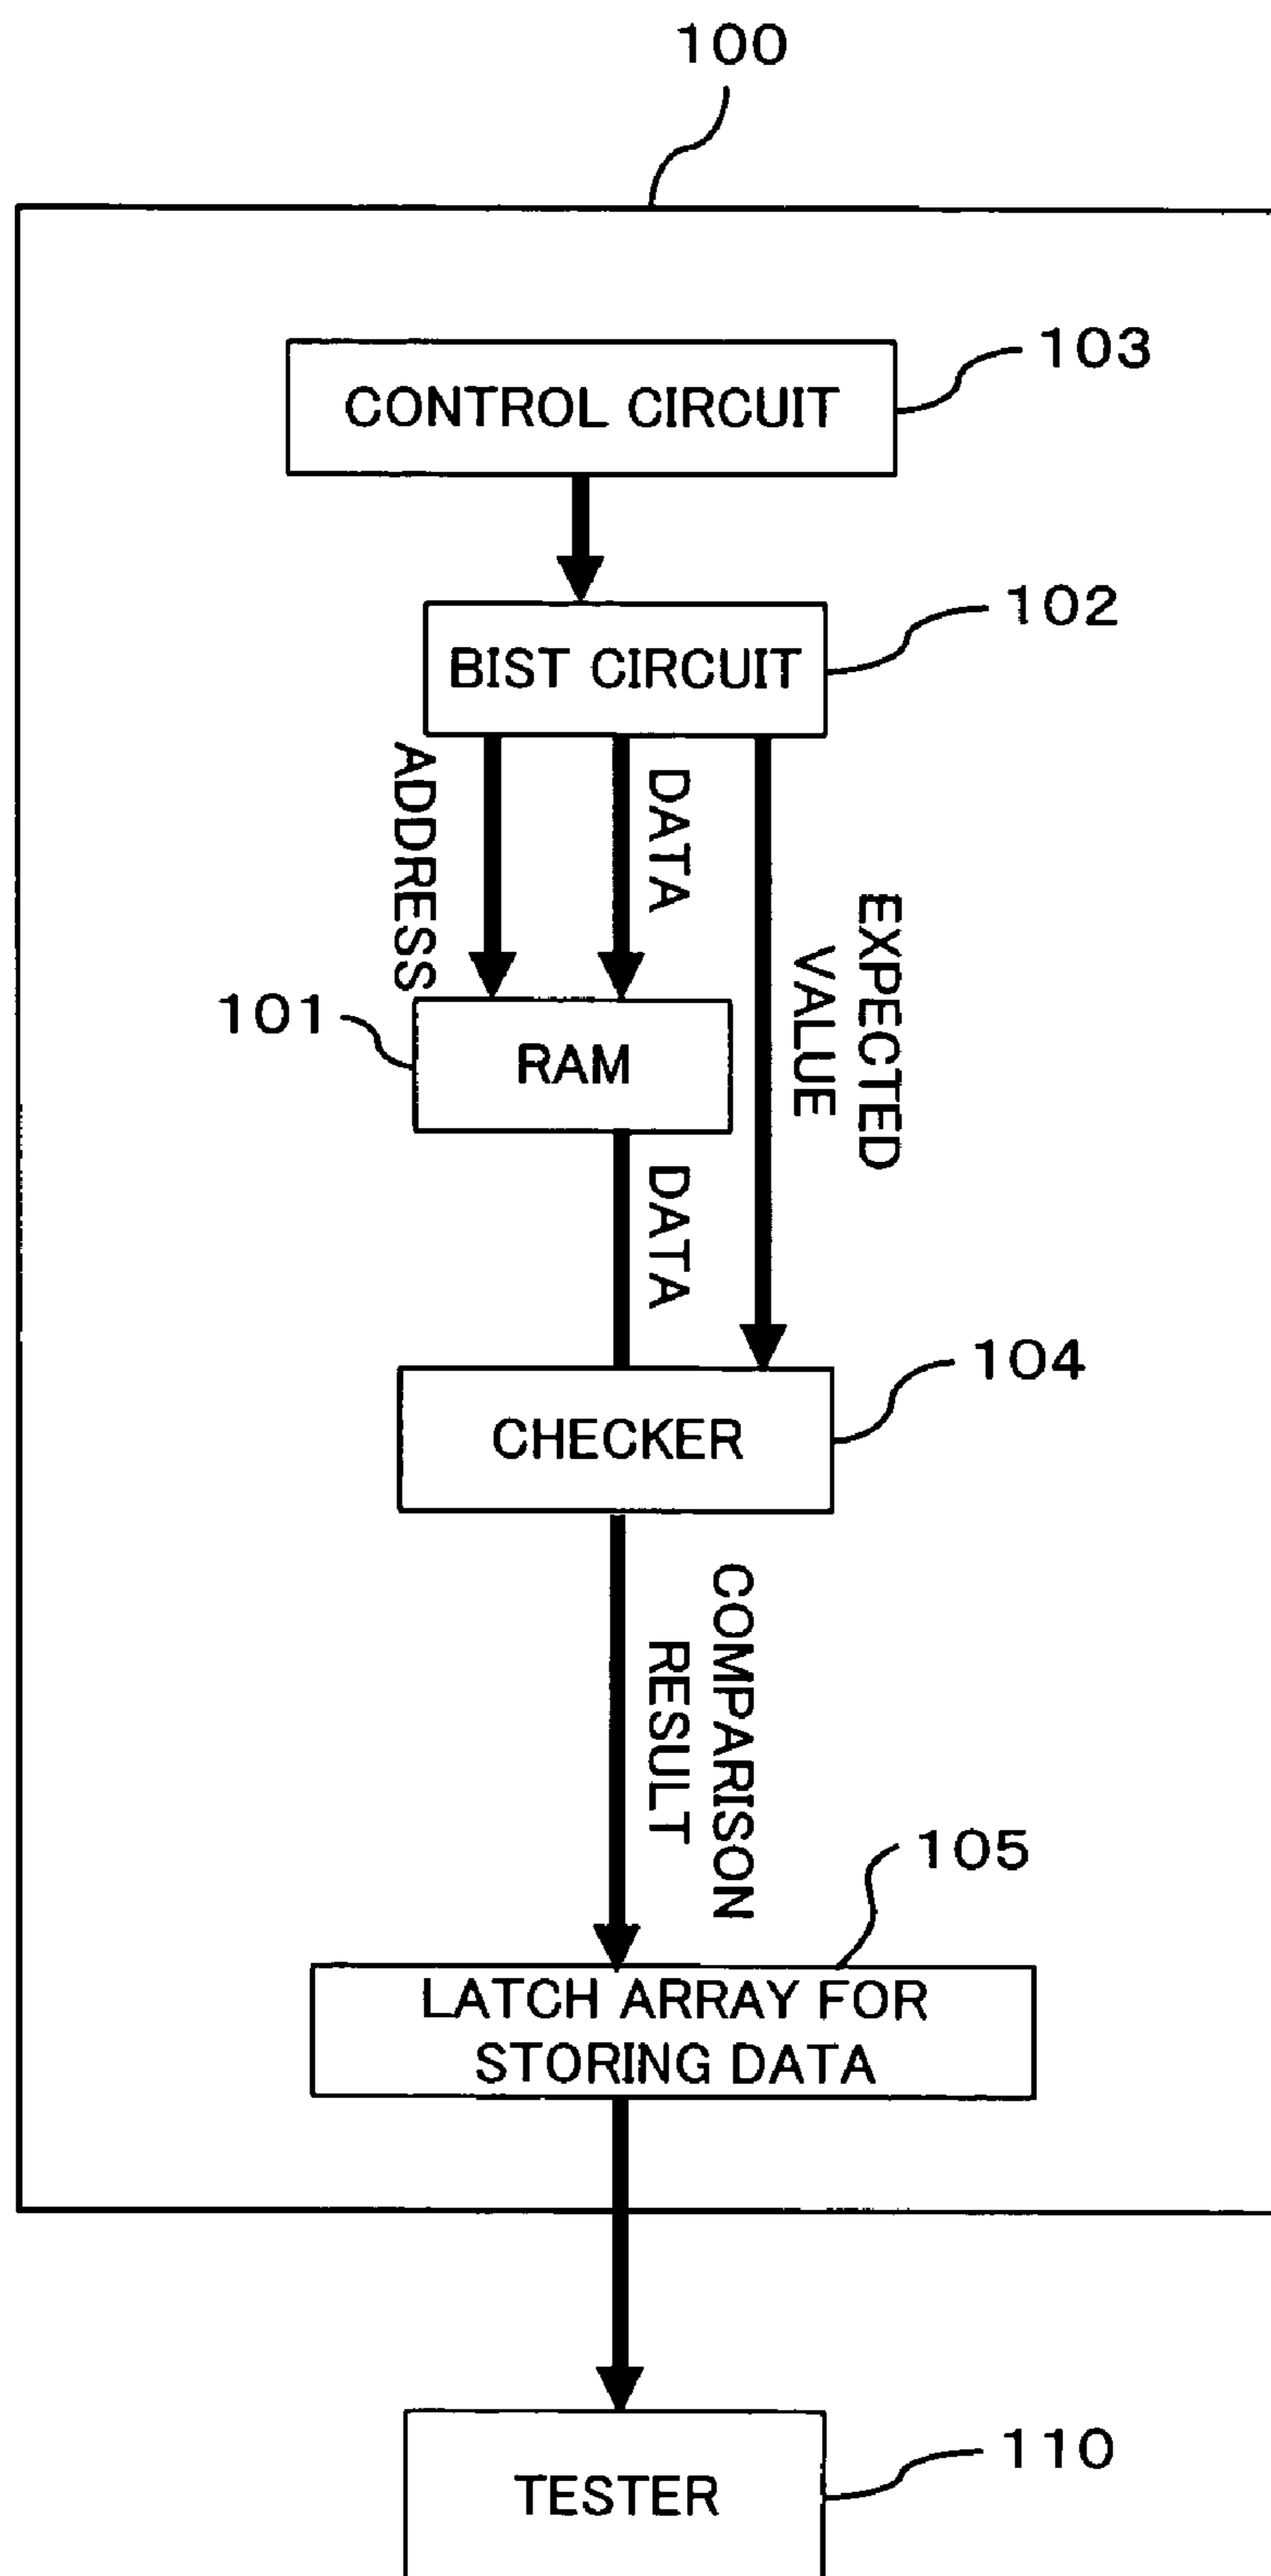 100
CONTROL CIRCUIT
103
BIST CIRCUIT
102
ADDRESS
DATA
EXPECTED
VALUE
101
RAM
DATA
CHECKER
104
COMPARISON
RESULT
105
LATCH ARRAY FOR
STORING DATA
TESTER
110